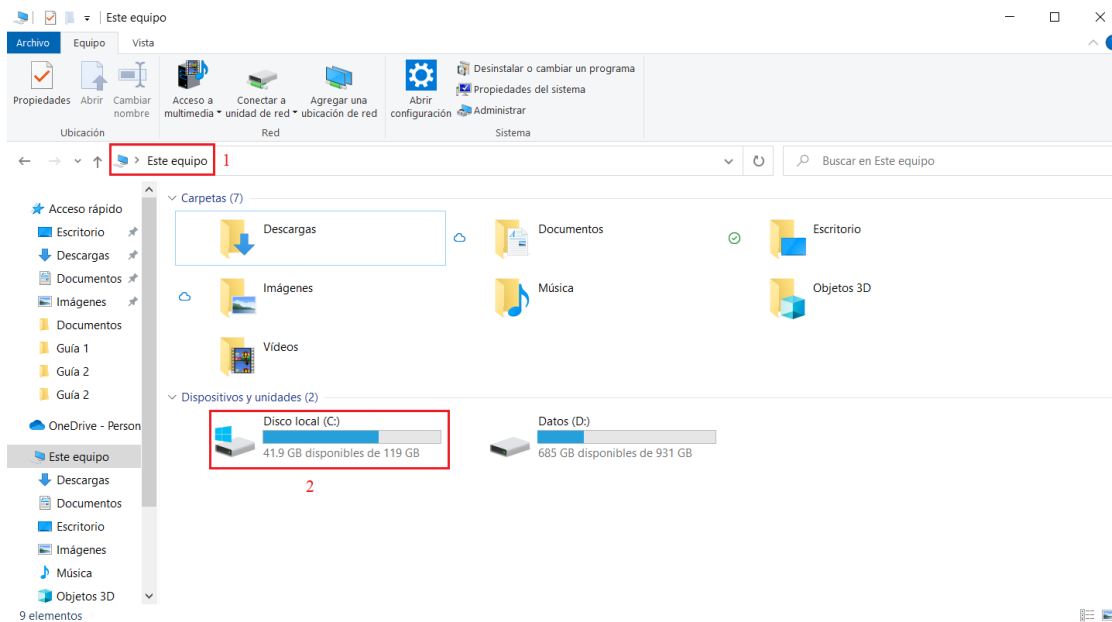 Este equipo
Archivo Equipo Vista
Propiedades Abrir Cambiar nombre
Acceso a multimedia Conectar a unidad de red Agregar una ubicación de red
Abrir configuración
Desinstalar o cambiar un programa
Propiedades del sistema
Administrar
Ubicación Red Sistema
Este equipo 1
Buscar en Este equipo
Acceso rápido
Escritorio
Descargas
Documentos
Imágenes
Documentos
Guía 1
Guía 2
Guía 2
OneDrive - Person
Este equipo
Descargas
Documentos
Escritorio
Imágenes
Música
Objetos 3D
Carpetas (7)
Descargas Documentos Escritorio
Imágenes Música Objetos 3D
Vídeos
Dispositivos y unidades (2)
Disco local (C:)
41.9 GB disponibles de 119 GB
Datos (D:)
685 GB disponibles de 931 GB
2
9 elementos